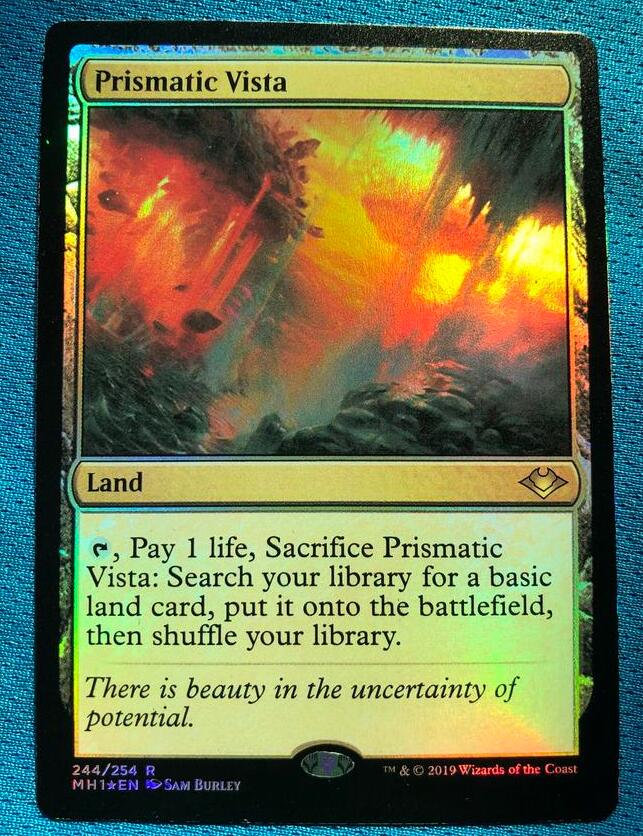 Prismatic Vista
Land
, Pay 1 life, Sacrifice Prismatic
Vista: Search your library for a basic
land card, put it onto the battlefield,
then shuffle your library.
There is beauty in the uncertainty of
potential.
244/254 R
MH1★EN SAM BURLEY
™ & © 2019 Wizards of the Coast